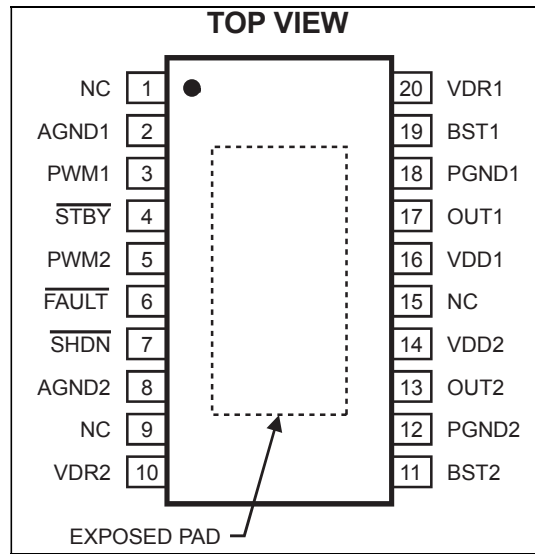 TOP VIEW
NC 1 20 VDR1
AGND1 2 19 BST1
PWM1 3 18 PGND1
STBY 4 17 OUT1
PWM2 5 16 VDD1
FAULT 6 15 NC
SHDN 7 14 VDD2
AGND2 8 13 OUT2
NC 9 12 PGND2
VDR2 10 11 BST2
EXPOSED PAD